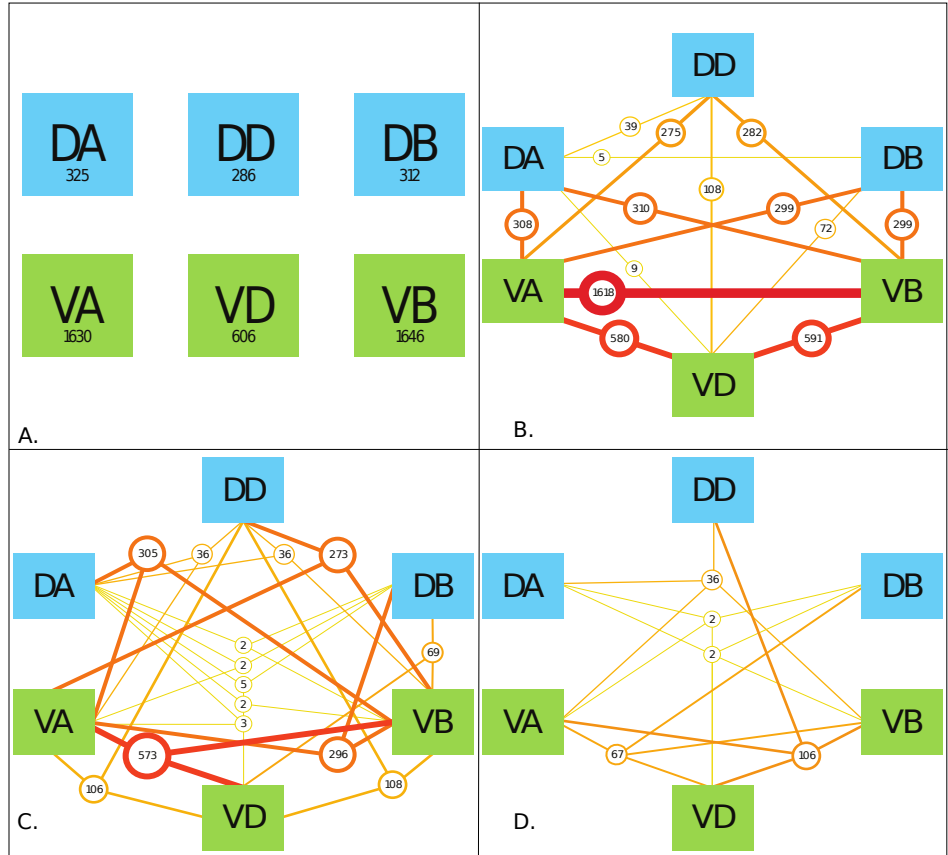 DA
325
DD
286
DB
312
VA
1630
VD
606
VB
1646
A.
DD
39
275
282
DA
5
DB
108
308
310
299
72
299
9
VA
1618
VB
580
591
VD
B.
DD
305
36
36
273
DA
DB
2
69
2
5
2
VA
3
VB
573
296
106
108
VD
C.
DD
DA
36
DB
2
2
VA
VB
67
106
VD
D.